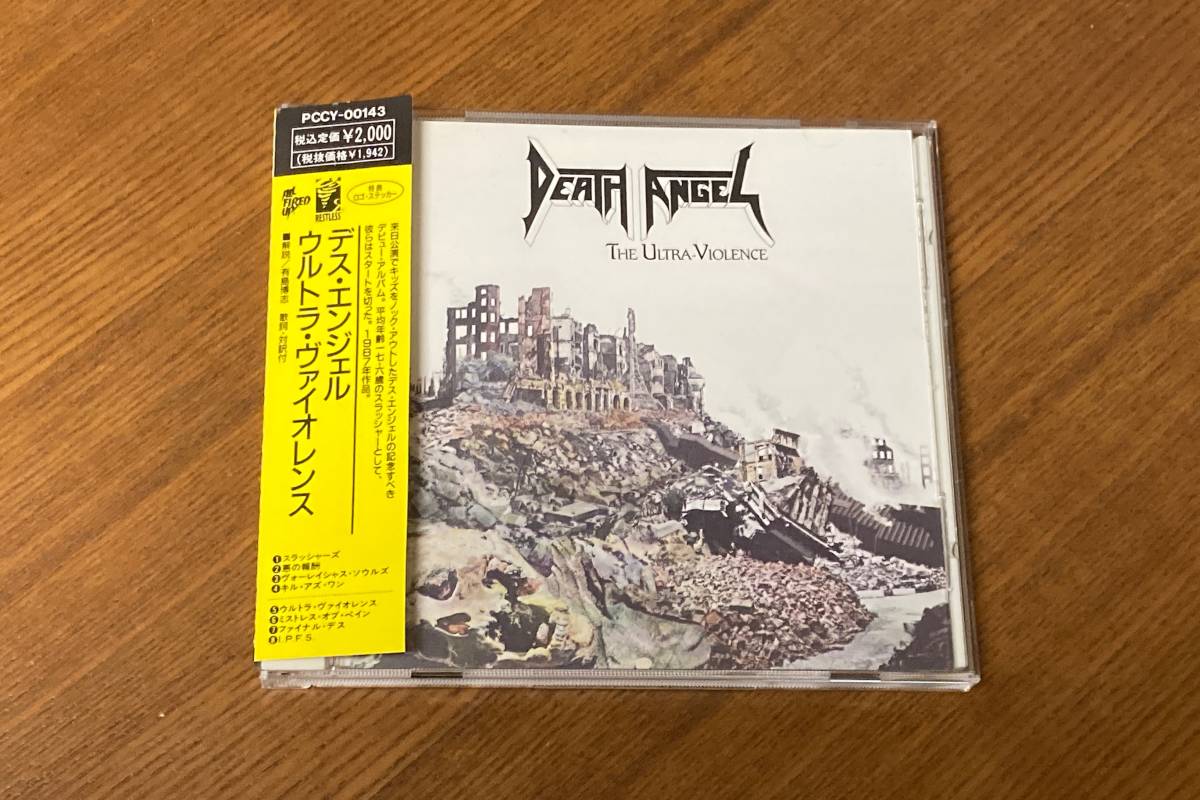 PCCY-00143
税込定価¥2,000
(税抜価格¥1,942)
ALL
FIRED
UP
RESTLESS
特典
ロゴ・ステッカー
来日公演でキッズをノック・アウトしたデス・エンジェルの記念すべき
デビュー・アルバム。平均年齢一七・六歳のスラッシャーとして、
彼らはスタートを切った。1987年作品。
デス・エンジェル
ウルトラ・ヴァイオレンス
■解説/有島博志 歌詞・対訳付
❶スラッシャーズ
❷悪の報酬
❸ヴォーレイシャス・ソウルズ
❹キル・アズ・ワン
❺ウルトラ・ヴァイオレンス
❻ミストレス・オブ・ペイン
❼ファイナル・デス
❽I.P.F.S.
DEATH ANGEL
THE ULTRA-VIOLENCE